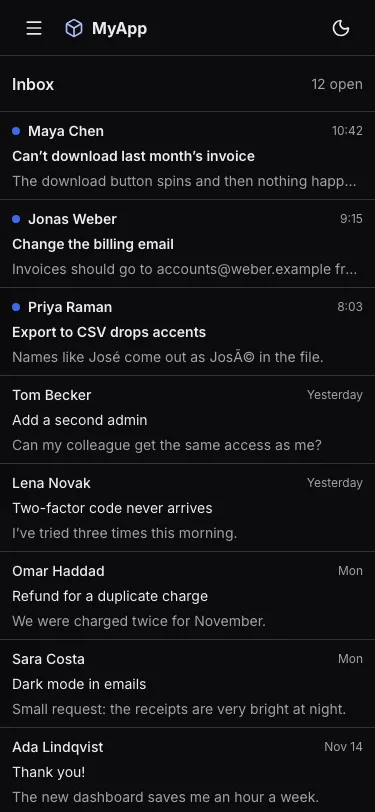 MyApp
Inbox 12 open
Maya Chen 10:42
Can’t download last month’s invoice
The download button spins and then nothing happ…
Jonas Weber 9:15
Change the billing email
Invoices should go to accounts@weber.example fr…
Priya Raman 8:03
Export to CSV drops accents
Names like José come out as JosÃ© in the file.
Tom Becker Yesterday
Add a second admin
Can my colleague get the same access as me?
Lena Novak Yesterday
Two-factor code never arrives
I’ve tried three times this morning.
Omar Haddad Mon
Refund for a duplicate charge
We were charged twice for November.
Sara Costa Mon
Dark mode in emails
Small request: the receipts are very bright at night.
Ada Lindqvist Nov 14
Thank you!
The new dashboard saves me an hour a week.